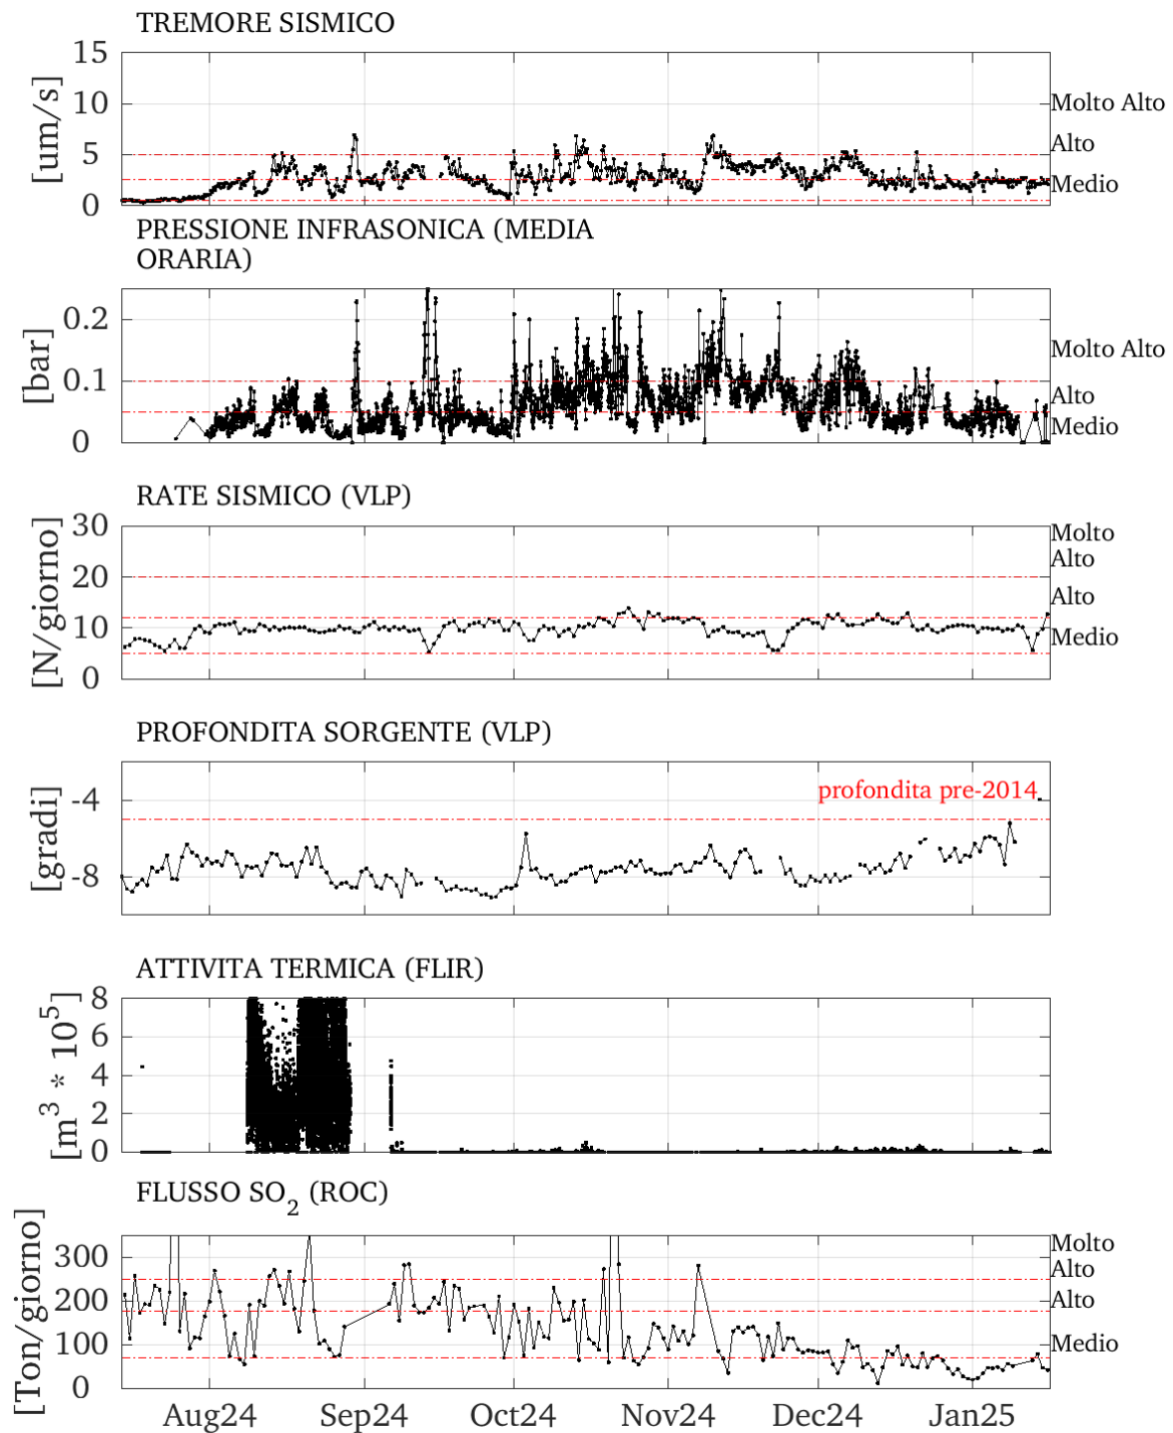 TREMORE SISMICO
[um/s]
15
10
5
0
Molto Alto
Alto
Medio
PRESSIONE INFRASONICA (MEDIA
ORARIA)
[bar]
0.2
0.1
0
Molto Alto
Alto
Medio
RATE SISMICO (VLP)
[N/giorno]
30
20
10
0
Molto
Alto
Alto
Medio
PROFONDITA SORGENTE (VLP)
[gradi]
-4
-8
profondita pre-2014
ATTIVITA TERMICA (FLIR)
[m³ * 10⁵]
8
6
4
2
0
FLUSSO SO₂ (ROC)
[Ton/giorno]
300
200
100
0
Molto
Alto
Alto
Medio
Aug24 Sep24 Oct24 Nov24 Dec24 Jan25